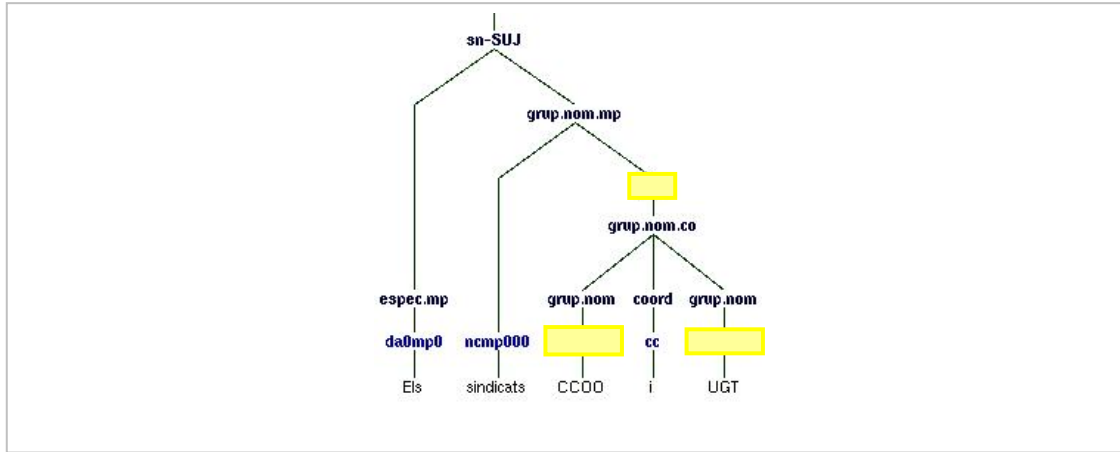 sn-SUJ
grup.nom.mp
grup.nom.co
espec.mp grup.nom coord grup.nom
da0mp0 ncmp000 cc
Els sindicats CCOO i UGT